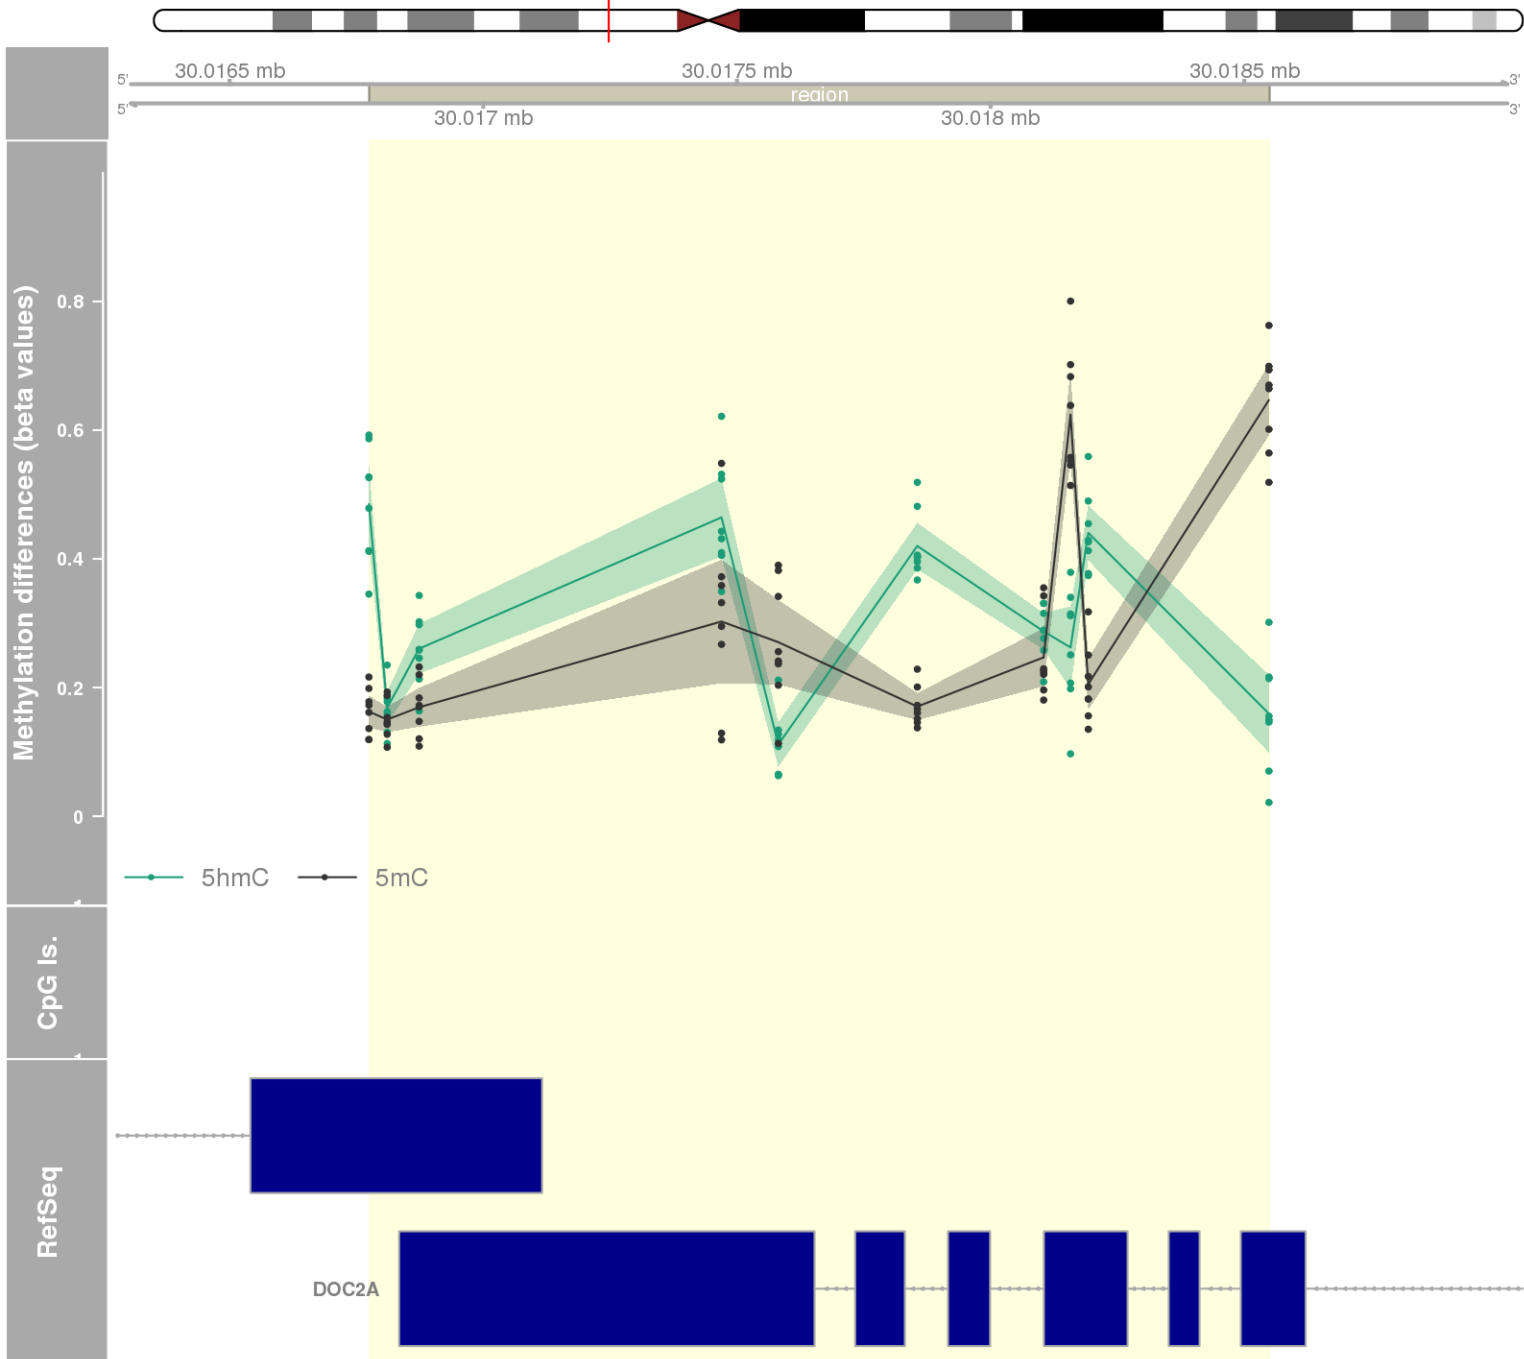 30.0165 mb 30.0175 mb 30.0185 mb
5' 3'
region
5' 3'
30.017 mb 30.018 mb
Methylation differences (beta values)
0.8
0.6
0.4
0.2
0
5hmC 5mC
CpG Is.
RefSeq
DOC2A